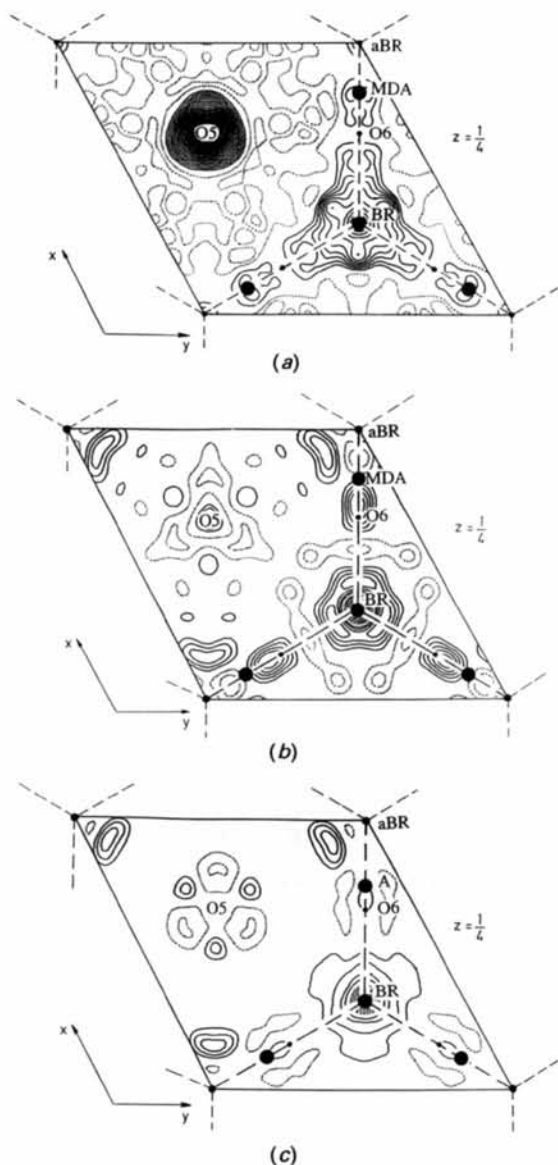 aBR
MDA
O5
O6
z = 1/4
BR
x
y
(a)
aBR
MDA
O5
O6
z = 1/4
BR
x
y
(b)
aBR
A
O5
O6
z = 1/4
BR
x
y
(c)